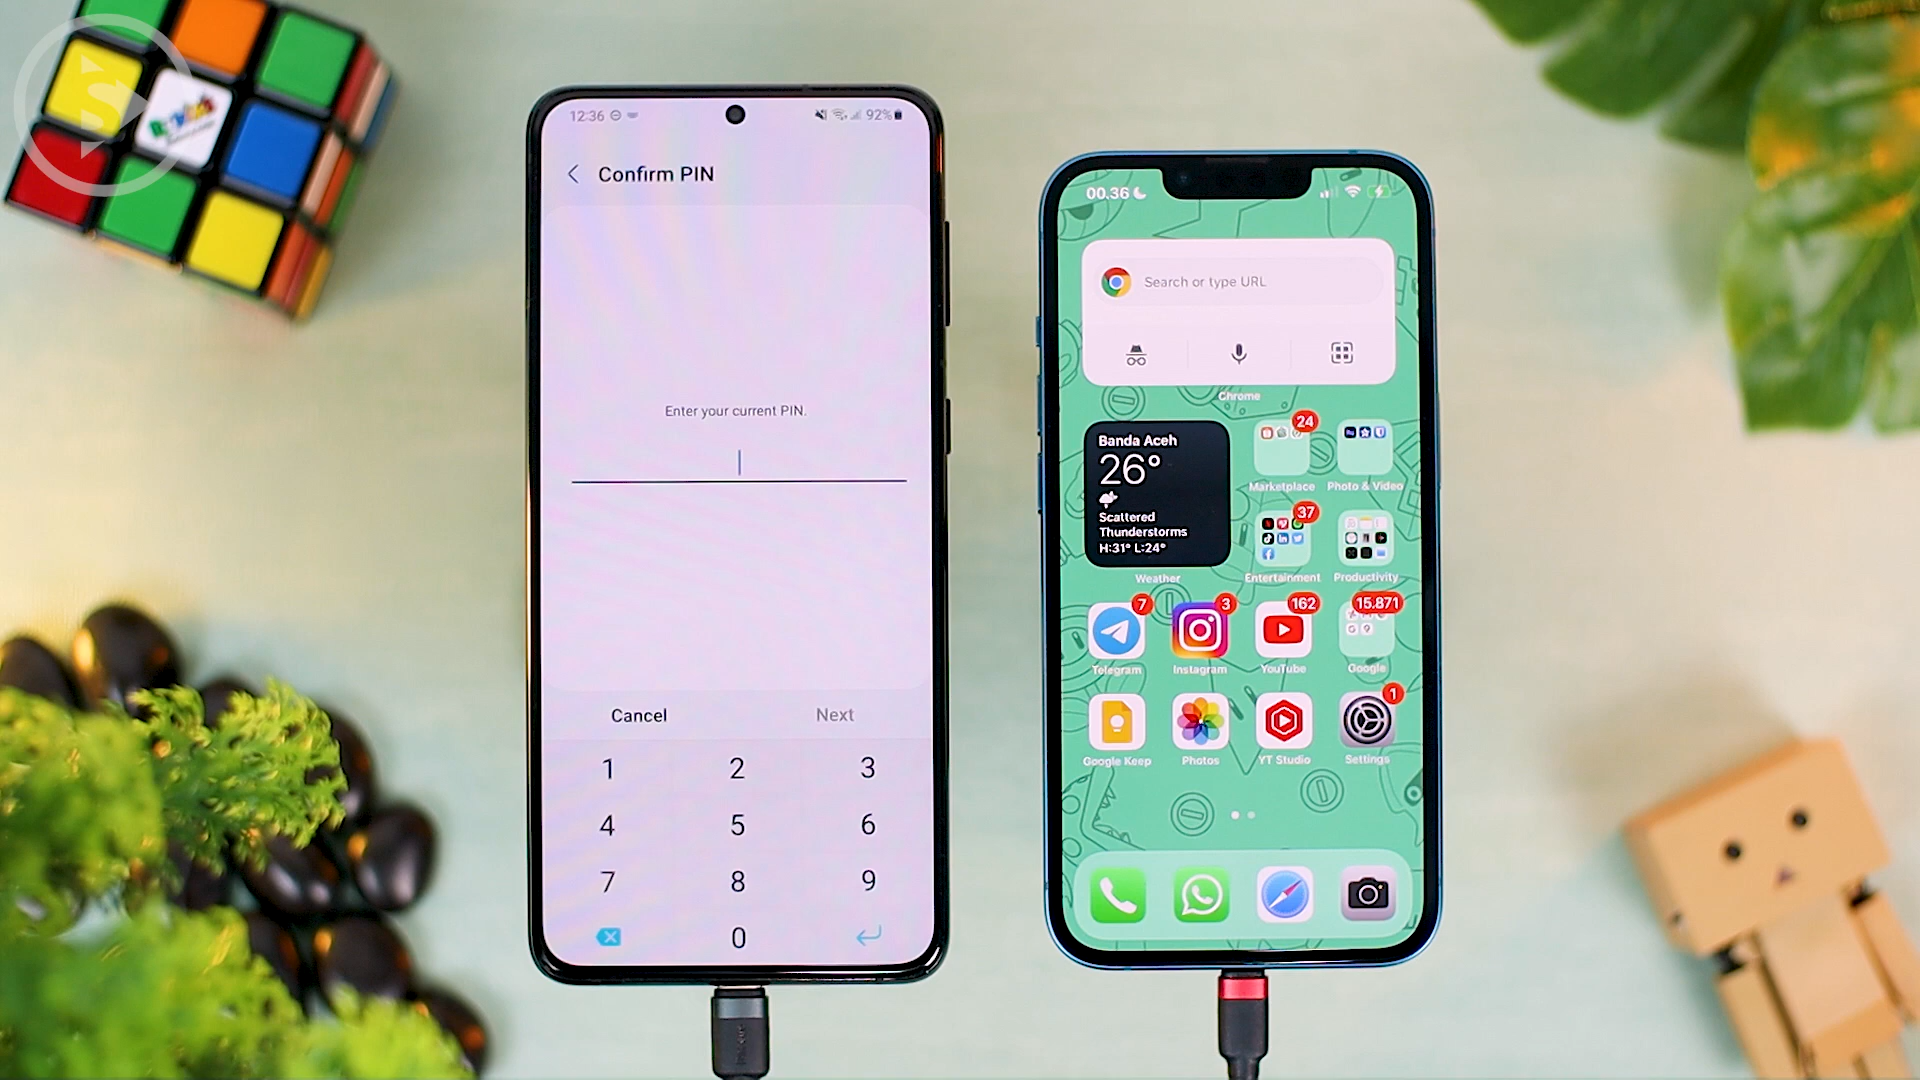 12:36
92%
Confirm PIN
Enter your current PIN.
Cancel
Next
1
2
3
4
5
6
7
8
9
0
00.36
Search or type URL
Chrome
Banda Aceh
26°
Scattered
Thunderstorms
H:31° L:24°
Weather
24
Marketplace
Photo & Video
37
Entertainment
Productivity
7
Telegram
3
Instagram
162
YouTube
15.871
Google
Google Keep
Photos
YT Studio
1
Settings
S